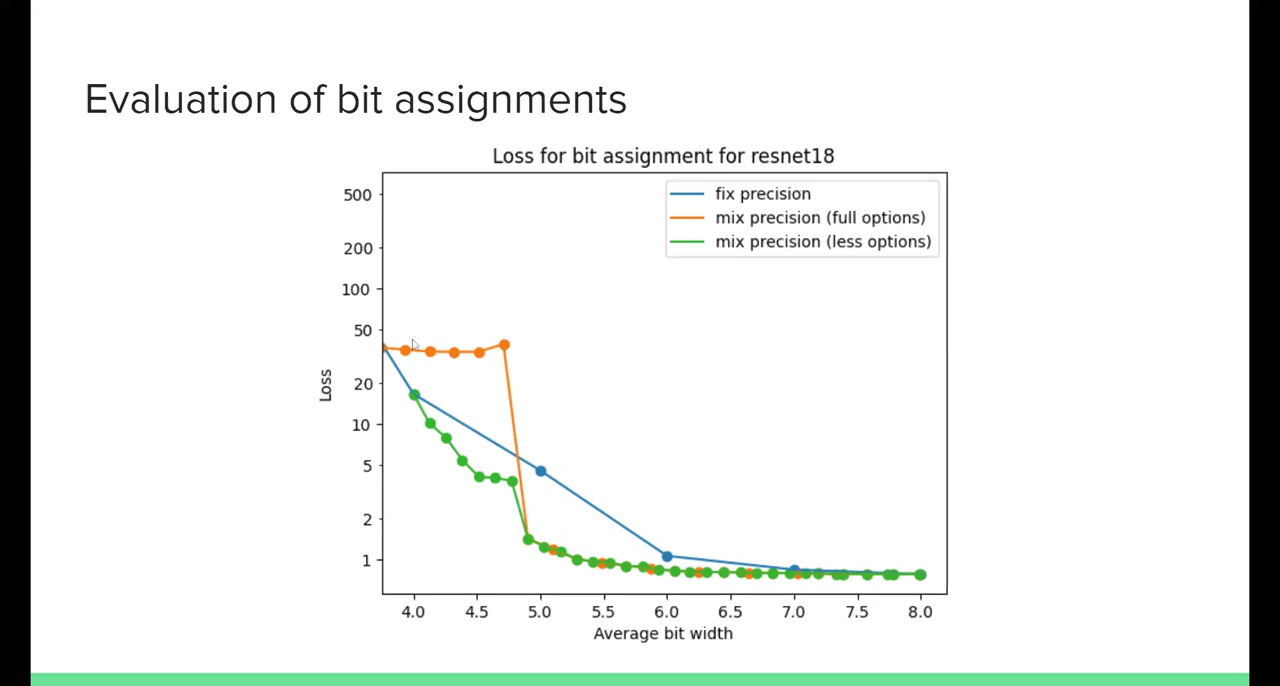 Evaluation of bit assignments
Loss for bit assignment for resnet18
fix precision
mix precision (full options)
mix precision (less options)
500
200
100
50
20
10
5
2
1
Loss
4.0 4.5 5.0 5.5 6.0 6.5 7.0 7.5 8.0
Average bit width